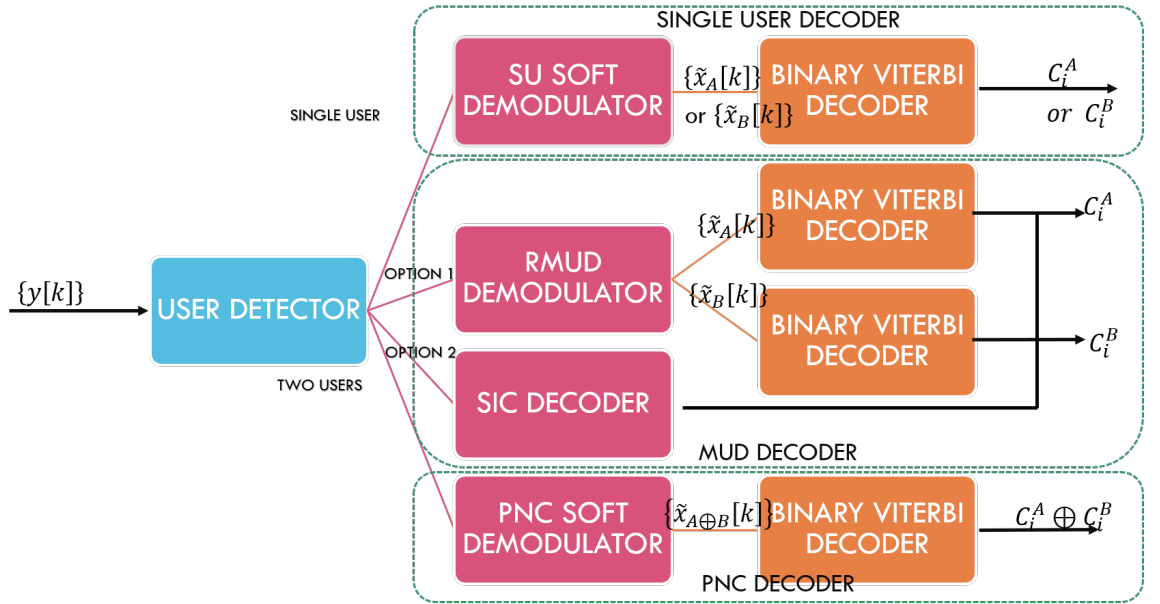 SINGLE USER DECODER
SU SOFT
DEMODULATOR
{x̃_A[k]}
or {x̃_B[k]}
BINARY VITERBI
DECODER
C_i^A
or C_i^B
SINGLE USER
{y[k]}
USER DETECTOR
OPTION 1
OPTION 2
TWO USERS
RMUD
DEMODULATOR
{x̃_A[k]}
{x̃_B[k]}
BINARY VITERBI
DECODER
C_i^A
BINARY VITERBI
DECODER
C_i^B
SIC DECODER
MUD DECODER
PNC SOFT
DEMODULATOR
{x̃_{A⊕B}[k]}
BINARY VITERBI
DECODER
C_i^A ⊕ C_i^B
PNC DECODER